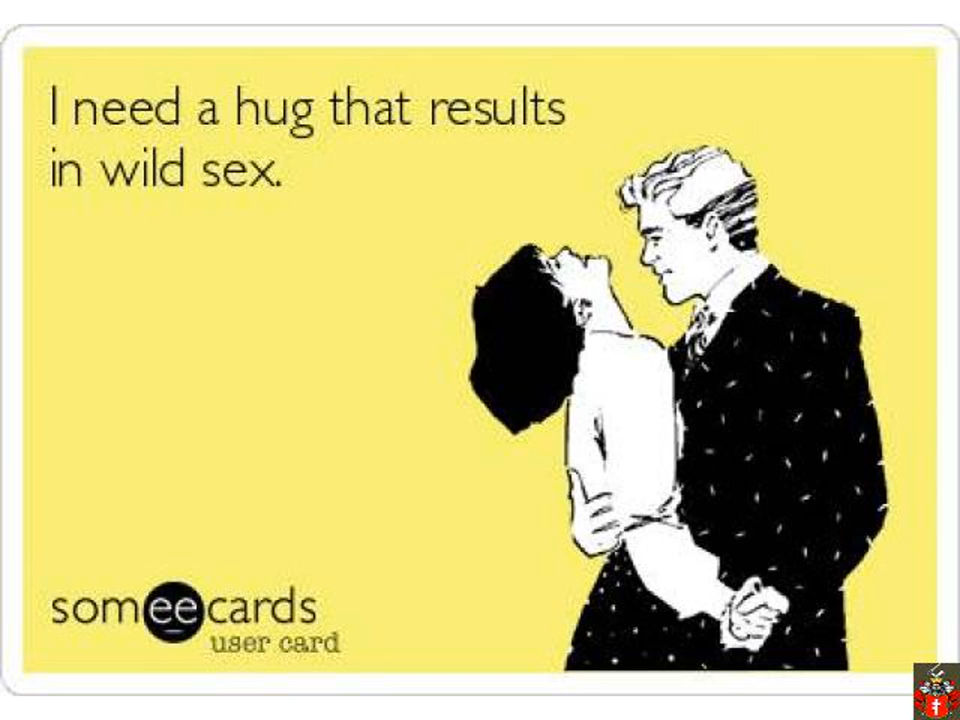 I need a hug that results
in wild sex.
someecards
user card